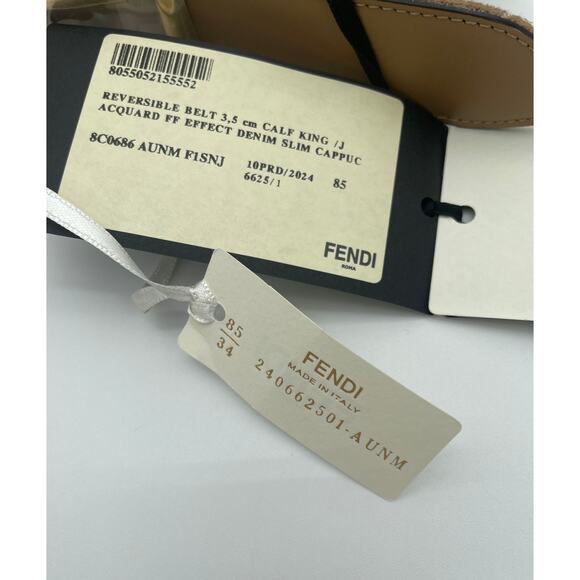 8055052155552
REVERSIBLE BELT 3,5 cm CALF KING /J
ACQUARD FF EFFECT DENIM SLIM CAPPUC
8C0686 AUNM F1SNJ 10PRD/2024 85
6625/1
FENDI
ROMA
85
34
FENDI
MADE IN ITALY
240662501-AUNM